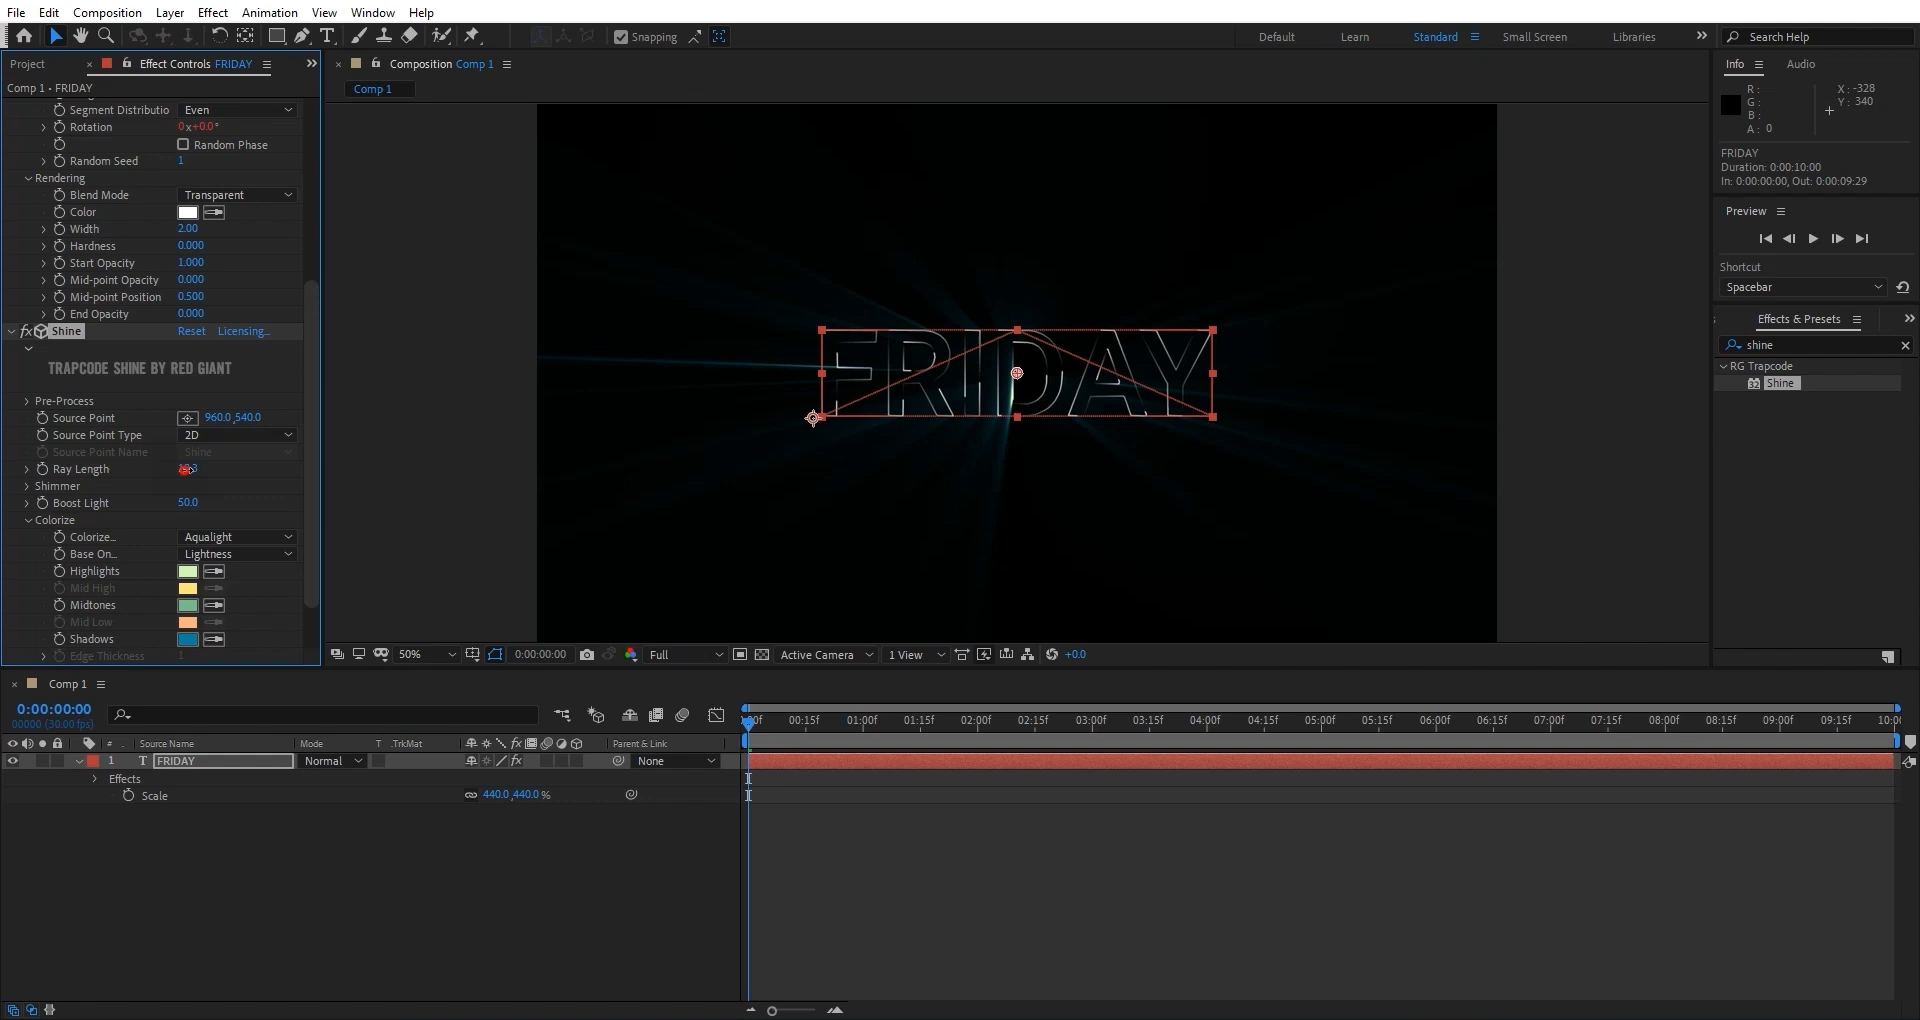 File Edit Composition Layer Effect Animation View Window Help
Snapping Default Learn Standard Small Screen Libraries Search Help
Project Effect Controls FRIDAY
Composition Comp 1
Info Audio
Comp 1 • FRIDAY
Comp 1
R : X : -328
G : Y : 340
B :
A : 0
Segment Distributio Even
Rotation 0x+0.0°
Random Phase
Random Seed 1
Rendering
Blend Mode Transparent
Color
Width 2.00
Hardness 0.000
Start Opacity 1.000
Mid-point Opacity 0.000
Mid-point Position 0.500
End Opacity 0.000
fx Shine Reset Licensing...
TRAPCODE SHINE BY RED GIANT
Pre-Process
Source Point 960.0,540.0
Source Point Type 2D
Source Point Name Shine
Ray Length
Shimmer
Boost Light 50.0
Colorize
Colorize... Aqualight
Base On... Lightness
Highlights
Mid High
Midtones
Mid Low
Shadows
Edge Thickness 1
FRIDAY
50% 0:00:00:00 Full Active Camera 1 View +0.0
FRIDAY
Duration: 0:00:10:00
In: 0:00:00:00, Out: 0:00:09:29
Preview
Shortcut
Spacebar
Effects & Presets
shine
RG Trapcode
32 Shine
Comp 1
0:00:00:00
00000 (30.00 fps)
:00f 00:15f 01:00f 01:15f 02:00f 02:15f 03:00f 03:15f 04:00f 04:15f 05:00f 05:15f 06:00f 06:15f 07:00f 07:15f 08:00f 08:15f 09:00f 09:15f 10:00
# Source Name Mode T .TrkMat fx Parent & Link
1 T FRIDAY Normal fx None
Effects
Scale 440.0,440.0 %